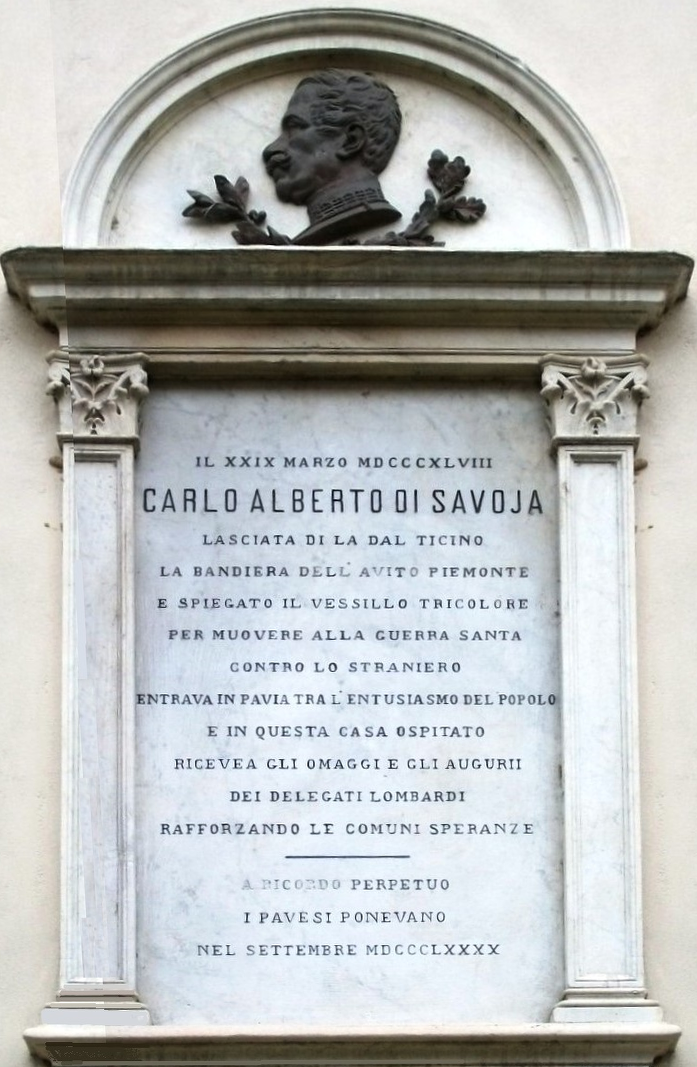 IL XXIX MARZO MDCCCXLVIII
CARLO ALBERTO DI SAVOJA
LASCIATA DI LA DAL TICINO
LA BANDIERA DELL' AVITO PIEMONTE
E SPIEGATO IL VESSILLO TRICOLORE
PER MUOVERE ALLA GUERRA SANTA
CONTRO LO STRANIERO
ENTRAVA IN PAVIA TRA L'ENTUSIASMO DEL POPOLO
E IN QUESTA CASA OSPITATO
RICEVEA GLI OMAGGI E GLI AUGURII
DEI DELEGATI LOMBARDI
RAFFORZANDO LE COMUNI SPERANZE
A RICORDO PERPETUO
I PAVESI PONEVANO
NEL SETTEMBRE MDCCCLXXXX